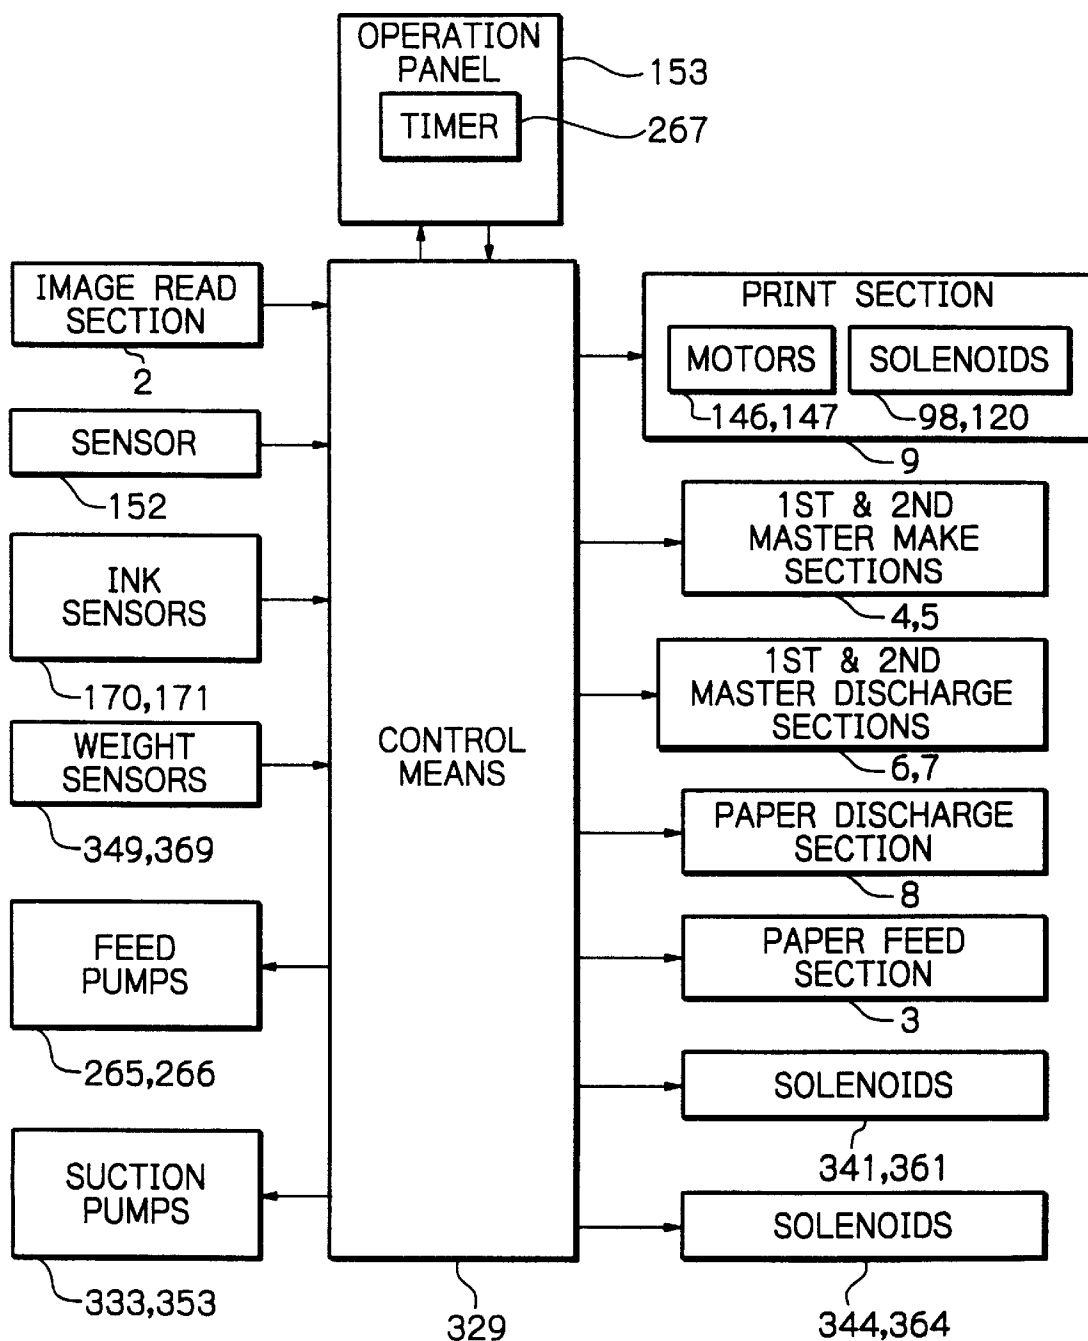 OPERATION
PANEL
TIMER
153
267
IMAGE READ
SECTION
2
SENSOR
152
INK
SENSORS
170,171
WEIGHT
SENSORS
349,369
FEED
PUMPS
265,266
SUCTION
PUMPS
333,353
CONTROL
MEANS
329
PRINT SECTION
MOTORS
146,147
SOLENOIDS
98,120
9
1ST & 2ND
MASTER MAKE
SECTIONS
4,5
1ST & 2ND
MASTER DISCHARGE
SECTIONS
6,7
PAPER DISCHARGE
SECTION
8
PAPER FEED
SECTION
3
SOLENOIDS
341,361
SOLENOIDS
344,364